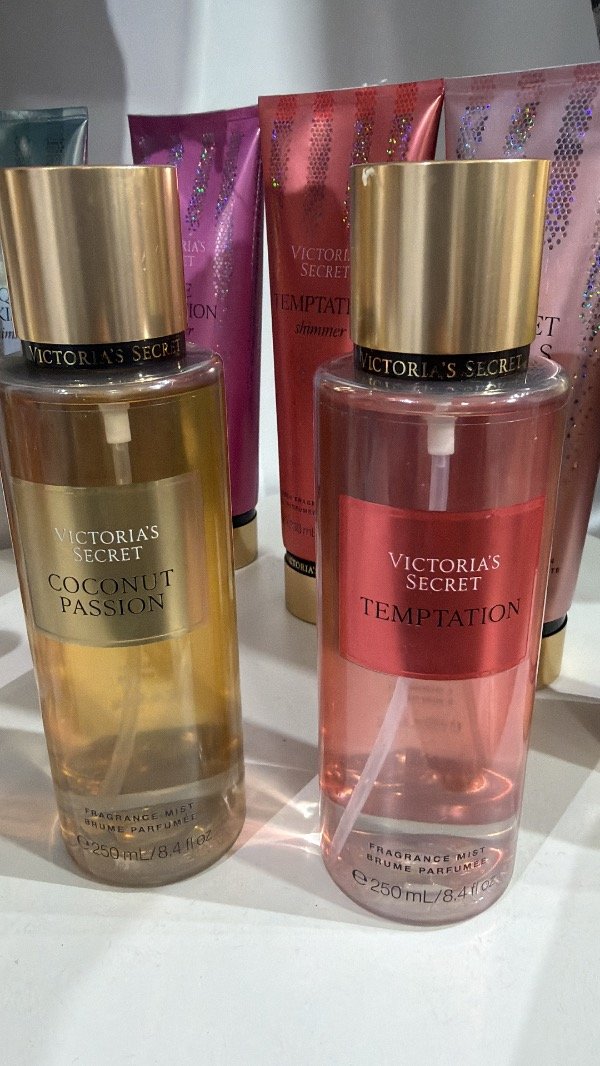 VICTORIA'S SECRET
VICTORIA'S
SECRET
COCONUT
PASSION
FRAGRANCE MIST
BRUME PARFUMÉE
℮ 250 mL/8.4 fl oz
VICTORIA'S SECRET
VICTORIA'S
SECRET
TEMPTATION
FRAGRANCE MIST
BRUME PARFUMÉE
℮ 250 mL/8.4 fl oz
SECRET
shimmer